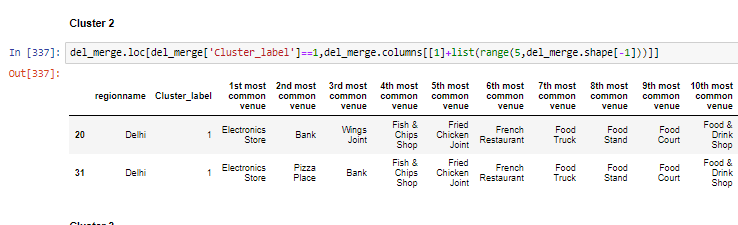 Cluster 2
In [337]: del_merge.loc[del_merge['Cluster_label']==1,del_merge.columns[[1]+list(range(5,del_merge.shape[-1]))]]
Out[337]:
regionname Cluster_label 1st most common venue 2nd most common venue 3rd most common venue 4th most common venue 5th most common venue 6th most common venue 7th most common venue 8th most common venue 9th most common venue 10th most common venue
20 Delhi 1 Electronics Store Bank Wings Joint Fish & Chips Shop Fried Chicken Joint French Restaurant Food Truck Food Stand Food Court Food & Drink Shop
31 Delhi 1 Electronics Store Pizza Place Bank Fish & Chips Shop Fried Chicken Joint French Restaurant Food Truck Food Stand Food Court Food & Drink Shop